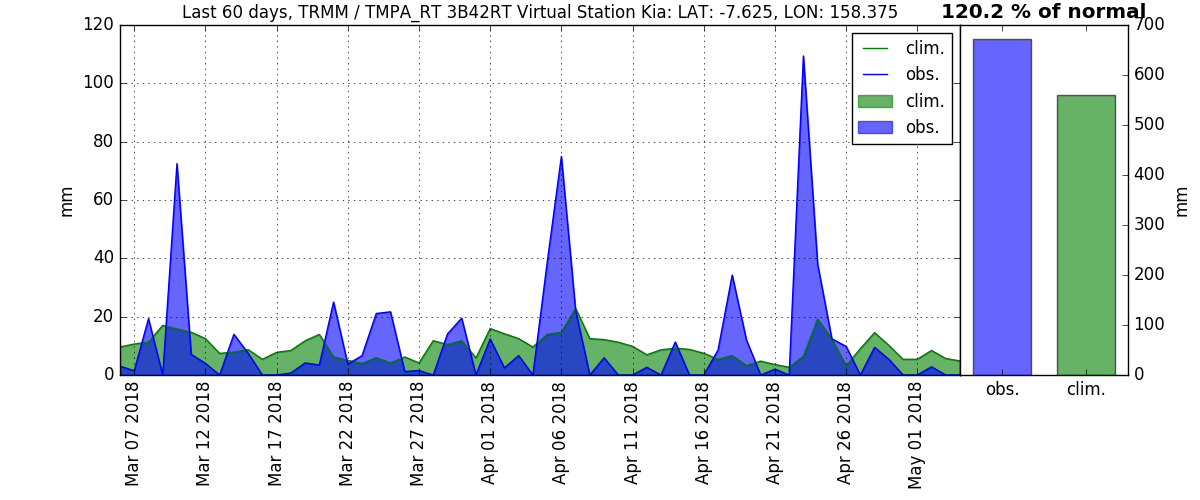 Last 60 days, TRMM / TMPA_RT 3B42RT Virtual Station Kia: LAT: -7.625, LON: 158.375
120.2 % of normal
120
100
80
60
40
20
0
mm
clim.
obs.
clim.
obs.
700
600
500
400
300
200
100
0
mm
obs.
clim.
Mar 07 2018
Mar 12 2018
Mar 17 2018
Mar 22 2018
Mar 27 2018
Apr 01 2018
Apr 06 2018
Apr 11 2018
Apr 16 2018
Apr 21 2018
Apr 26 2018
May 01 2018